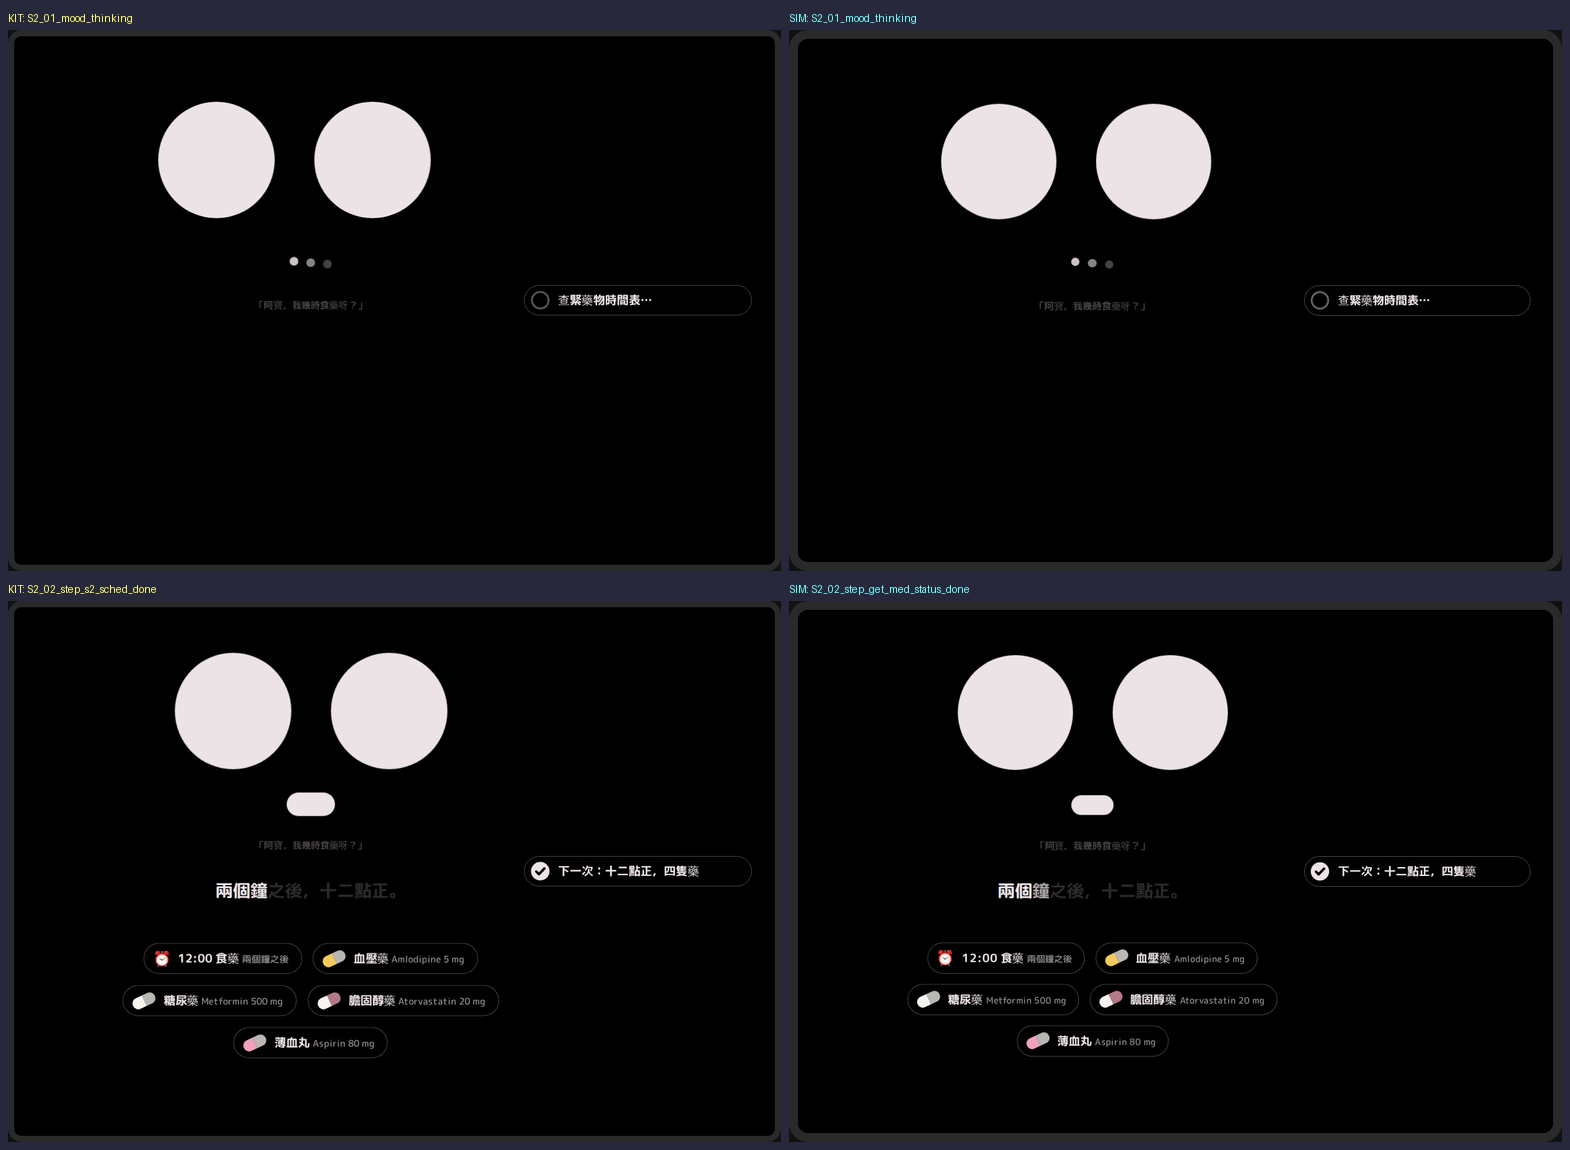 KIT: S2_01_mood_thinking
SIM: S2_01_mood_thinking
「阿寶，我幾時食藥呀？」
查緊藥物時間表…
「阿寶，我幾時食藥呀？」
查緊藥物時間表…
KIT: S2_02_step_s2_sched_done
SIM: S2_02_step_get_med_status_done
「阿寶，我幾時食藥呀？」
下一次：十二點正，四隻藥
兩個鐘之後，十二點正。
12:00 食藥 兩個鐘之後
血壓藥 Amlodipine 5 mg
糖尿藥 Metformin 500 mg
膽固醇藥 Atorvastatin 20 mg
薄血丸 Aspirin 80 mg
「阿寶，我幾時食藥呀？」
下一次：十二點正，四隻藥
兩個鐘之後，十二點正。
12:00 食藥 兩個鐘之後
血壓藥 Amlodipine 5 mg
糖尿藥 Metformin 500 mg
膽固醇藥 Atorvastatin 20 mg
薄血丸 Aspirin 80 mg